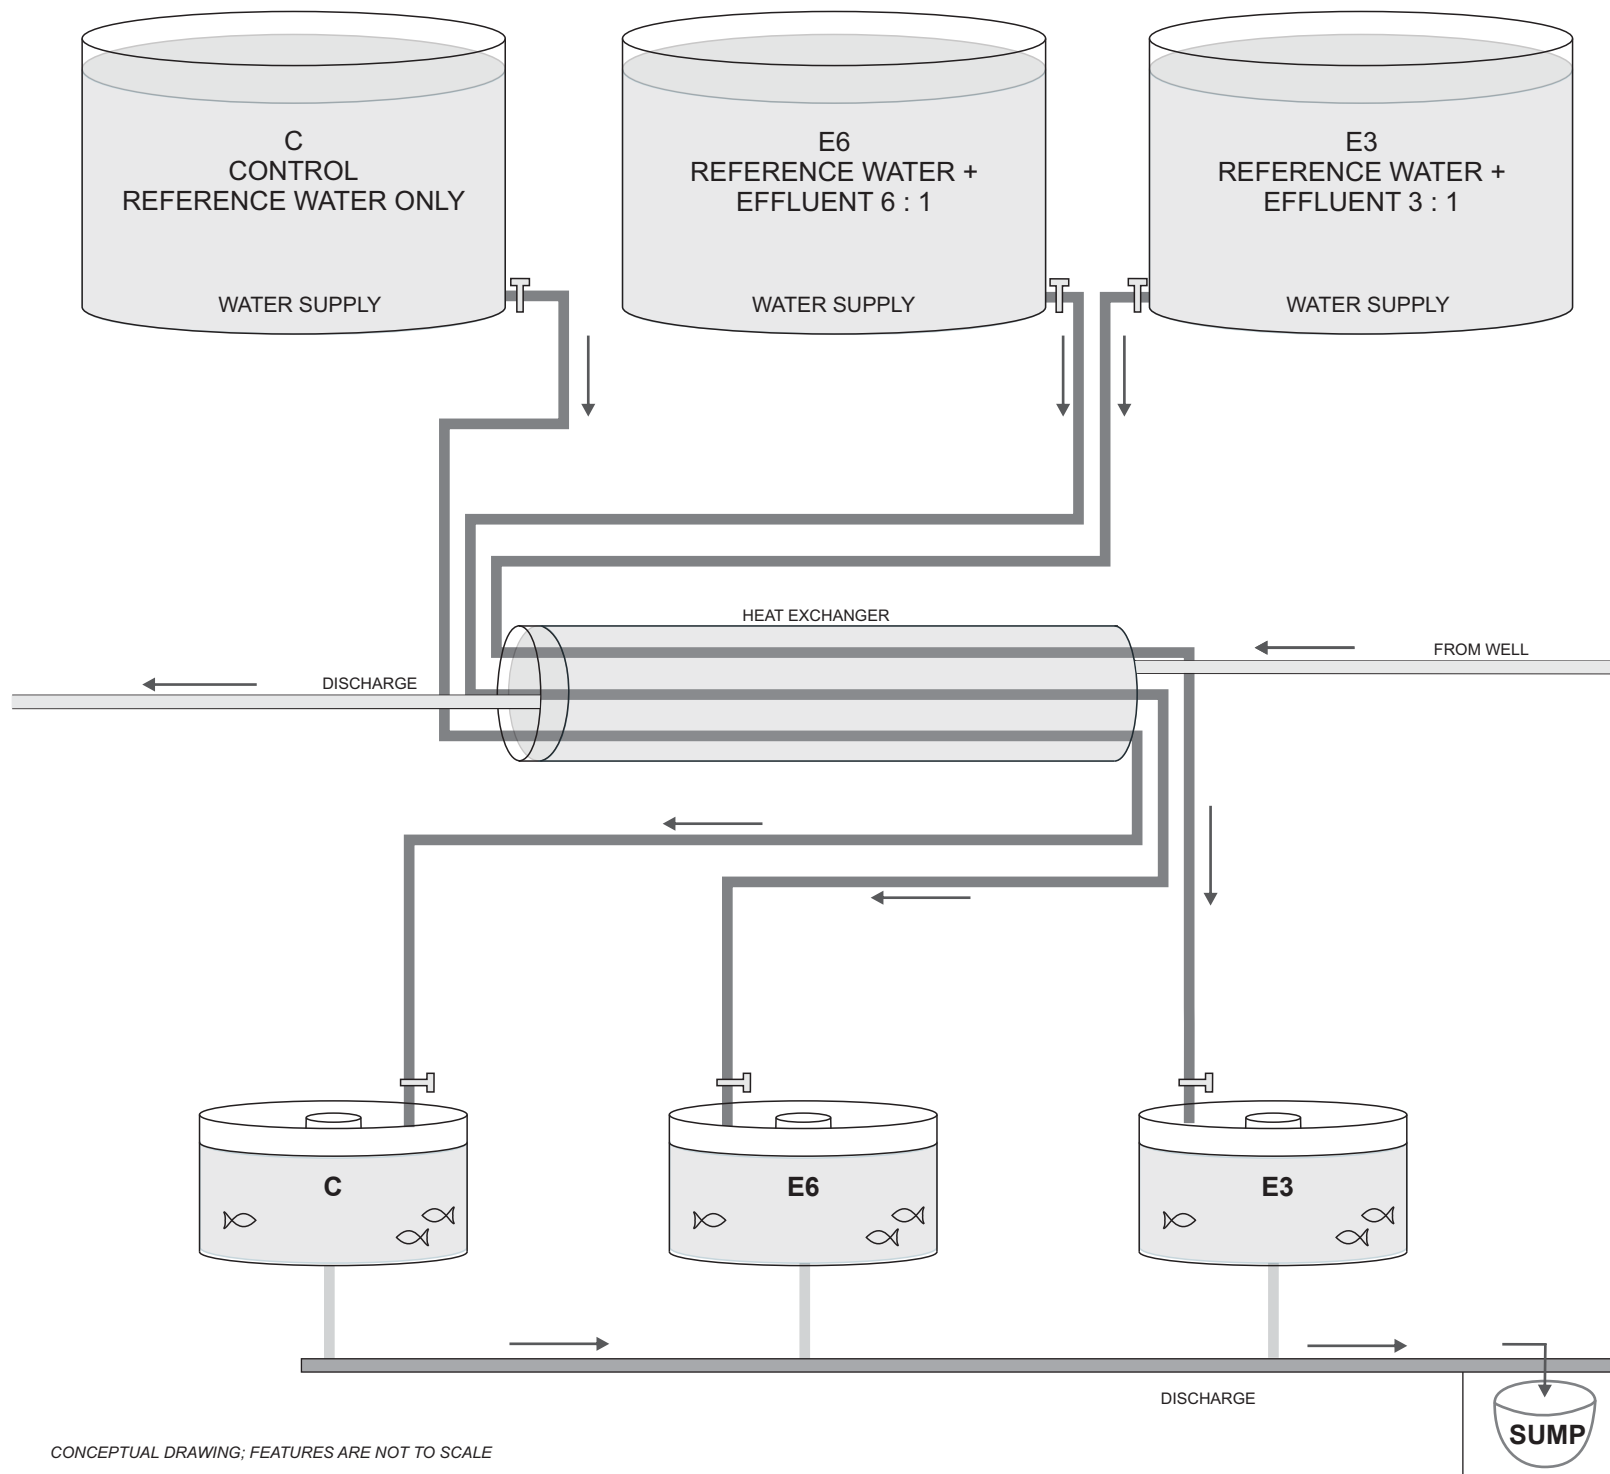 C
CONTROL
REFERENCE WATER ONLY
WATER SUPPLY
E6
REFERENCE WATER +
EFFLUENT 6 : 1
WATER SUPPLY
E3
REFERENCE WATER +
EFFLUENT 3 : 1
WATER SUPPLY
HEAT EXCHANGER
FROM WELL
DISCHARGE
C
E6
E3
DISCHARGE
SUMP
CONCEPTUAL DRAWING; FEATURES ARE NOT TO SCALE